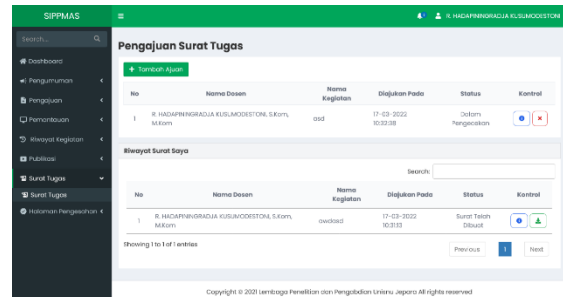 SIPPMAS
R. HADAPININGRADJA KUSUMODESTONI
Search...
Dashboard
Pengumuman
Pengajuan
Pemantauan
Riwayat Kegiatan
Publikasi
Surat Tugas
Surat Tugas
Halaman Pengesahan
Pengajuan Surat Tugas
+ Tambah Ajuan
No Nama Dosen Nama Kegiatan Diajukan Pada Status Kontrol
1 R. HADAPININGRADJA KUSUMODESTONI, S.Kom, M.Kom asd 17-03-2022 10:33:08 Dalam Pengecekan
Riwayat Surat Saya
Search:
No Nama Dosen Nama Kegiatan Diajukan Pada Status Kontrol
1 R. HADAPININGRADJA KUSUMODESTONI, S.Kom, M.Kom awdasd 17-03-2022 10:31:13 Surat Telah Dibuat
Showing 1 to 1 of 1 entries
Previous 1 Next
Copyright © 2021 Lembaga Penelitian dan Pengabdian Unisnu Jepara All rights reserved